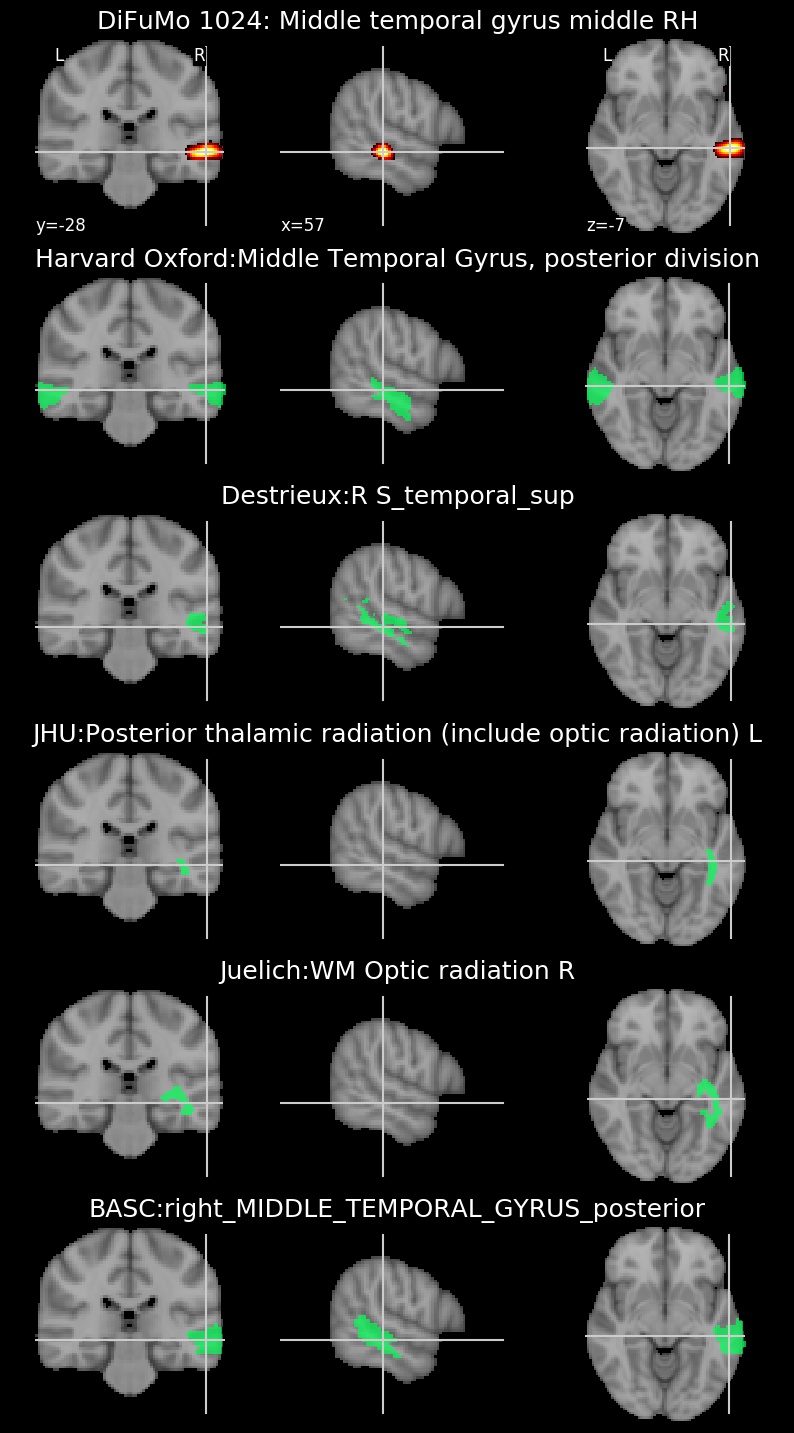 DiFuMo 1024: Middle temporal gyrus middle RH
L R L R
y=-28 x=57 z=-7
Harvard Oxford:Middle Temporal Gyrus, posterior division
Destrieux:R S_temporal_sup
JHU:Posterior thalamic radiation (include optic radiation) L
Juelich:WM Optic radiation R
BASC:right_MIDDLE_TEMPORAL_GYRUS_posterior